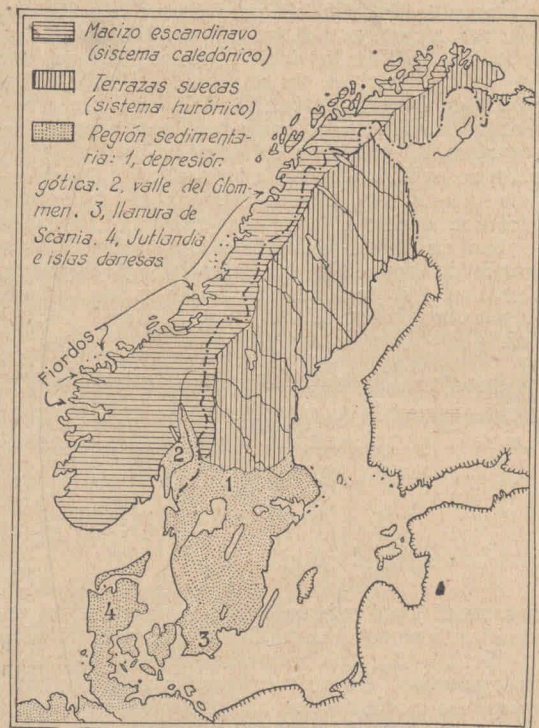 Macizo escandinavo
(sistema caledónico)
Terrazas suecas
(sistema hurónico)
Región sedimenta-
ria: 1, depresión
gótica. 2, valle del Glom-
men. 3, llanura de
Scania. 4, Jutlandia
e islas danesas
Fiordos
2
1
4
3